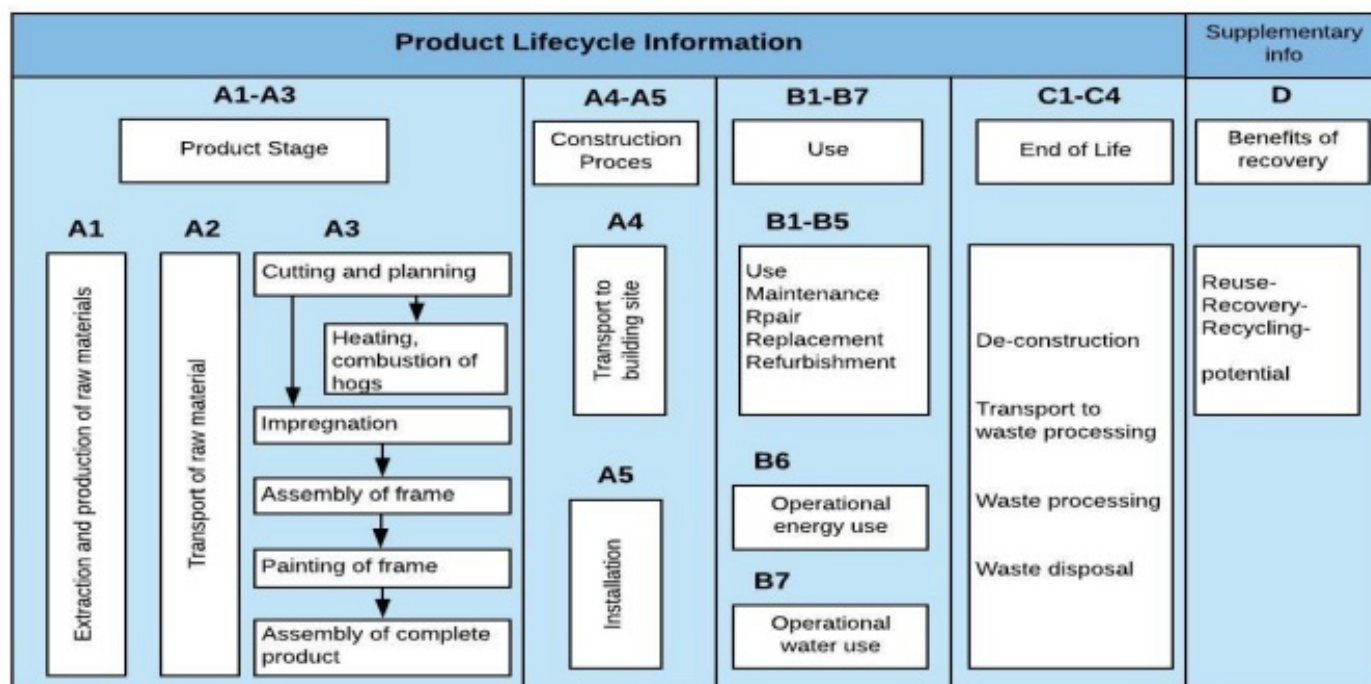 Product Lifecycle Information
Supplementary
info
A1-A3
Product Stage
A4-A5
Construction
Proces
B1-B7
Use
C1-C4
End of Life
D
Benefits of
recovery
A1
Extraction and production of raw materials
A2
Transport of raw material
A3
Cutting and planning
Heating,
combustion of
hogs
Impregnation
Assembly of frame
Painting of frame
Assembly of complete
product
A4
Transport to
building site
A5
Installation
B1-B5
Use
Maintenance
Rpair
Replacement
Refurbishment
B6
Operational
energy use
B7
Operational
water use
De-construction
Transport to
waste processing
Waste processing
Waste disposal
Reuse-
Recovery-
Recycling-
potential